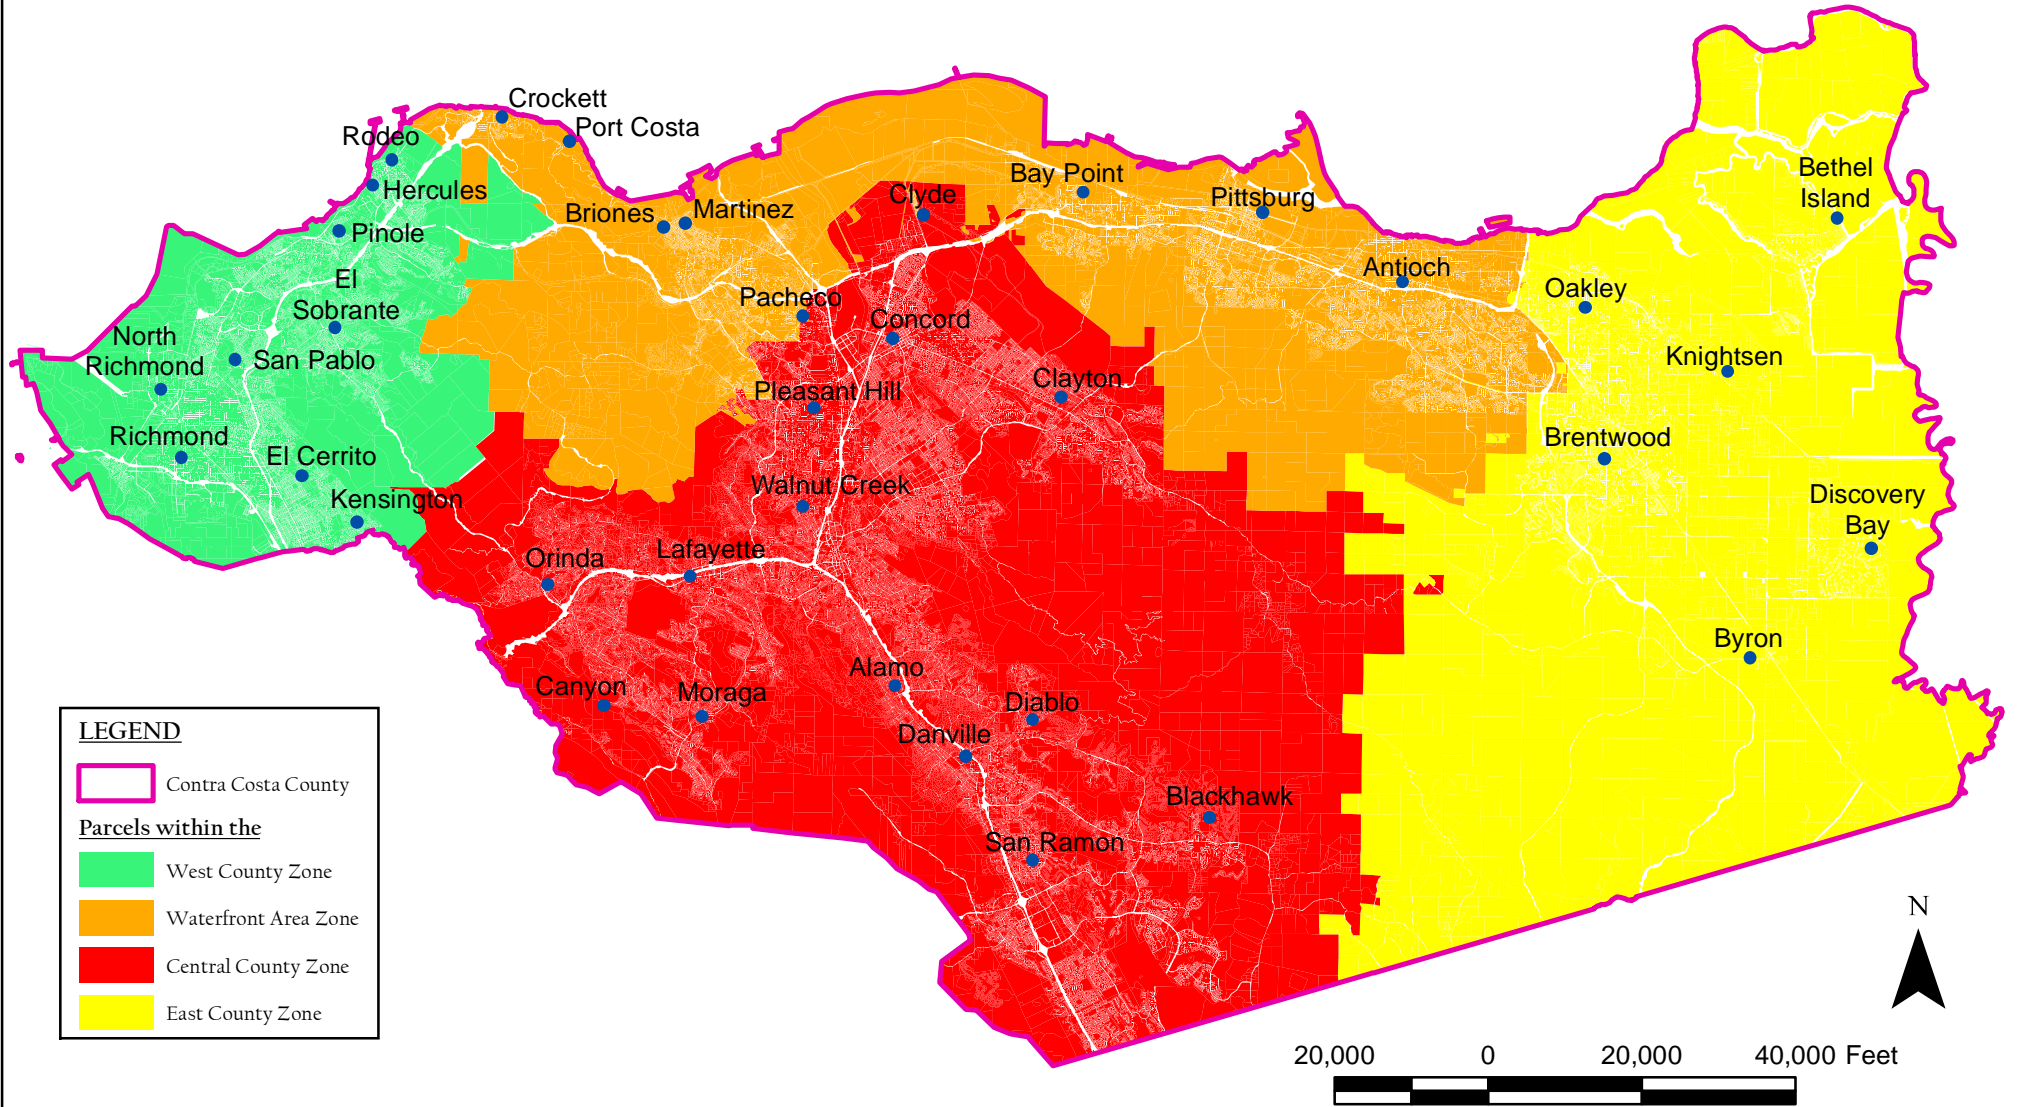 Crockett
Port Costa
Rodeo
Hercules
Pinole
El
Sobrante
North
Richmond
San Pablo
Richmond
El Cerrito
Kensington
Briones
Martinez
Clyde
Bay Point
Pittsburg
Antioch
Pacheco
Concord
Pleasant Hill
Clayton
Walnut Creek
Orinda
Lafayette
Canyon
Moraga
Alamo
Diablo
Danville
Blackhawk
San Ramon
Bethel
Island
Oakley
Knightsen
Brentwood
Discovery
Bay
Byron
LEGEND
Contra Costa County
Parcels within the
West County Zone
Waterfront Area Zone
Central County Zone
East County Zone
N
20,000 0 20,000 40,000 Feet